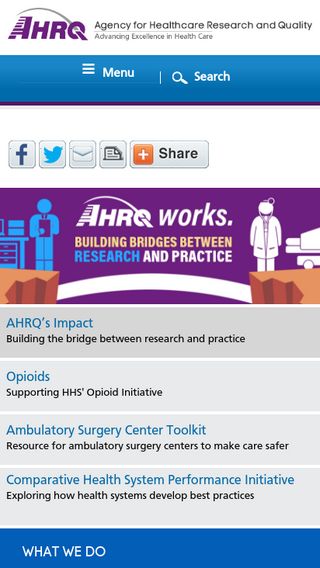 AHRQ
Agency for Healthcare Research and Quality
Advancing Excellence in Health Care
Menu
Search
Share
AHRQ works.
BUILDING BRIDGES BETWEEN
RESEARCH AND PRACTICE
AHRQ's Impact
Building the bridge between research and practice
Opioids
Supporting HHS' Opioid Initiative
Ambulatory Surgery Center Toolkit
Resource for ambulatory surgery centers to make care safer
Comparative Health System Performance Initiative
Exploring how health systems develop best practices
WHAT WE DO